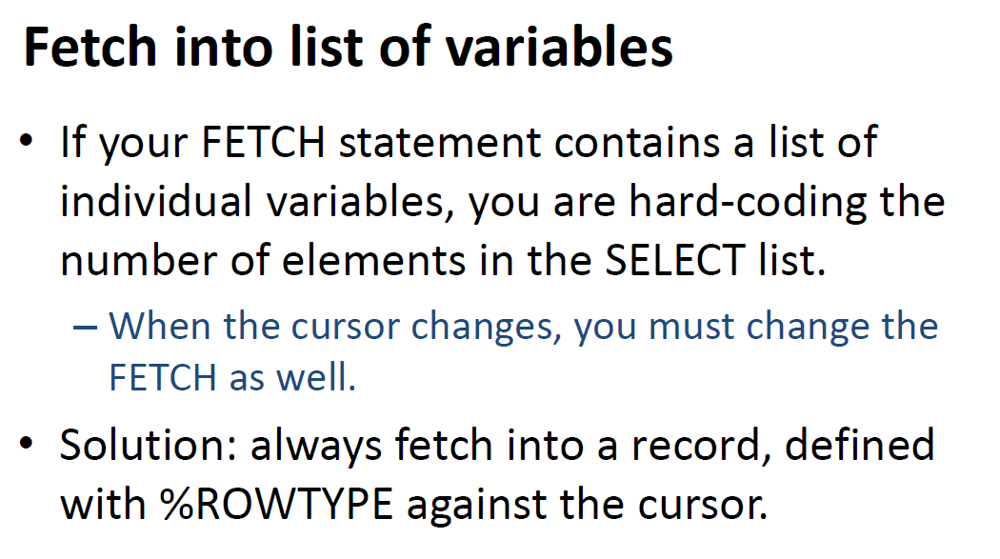 Fetch into list of variables
• If your FETCH statement contains a list of
individual variables, you are hard-coding the
number of elements in the SELECT list.
– When the cursor changes, you must change the
FETCH as well.
• Solution: always fetch into a record, defined
with %ROWTYPE against the cursor.